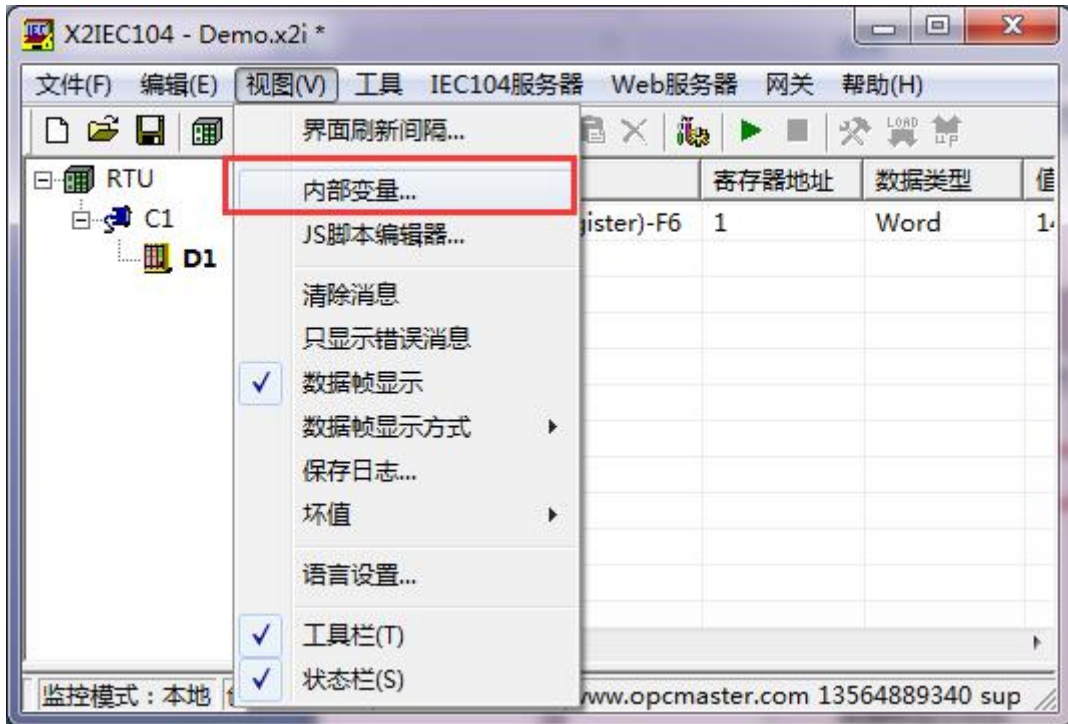 X2IEC104 - Demo.x2i *
文件(F) 编辑(E) 视图(V) 工具 IEC104服务器 Web服务器 网关 帮助(H)
界面刷新间隔...
LOAD UP
RTU
内部变量...
寄存器地址 数据类型 值
C1
JS脚本编辑器...
gister)-F6 1 Word 14
D1
清除消息
只显示错误消息
数据帧显示
数据帧显示方式
保存日志...
坏值
语言设置...
工具栏(T)
状态栏(S)
监控模式：本地 www.opcmaster.com 13564889340 sup